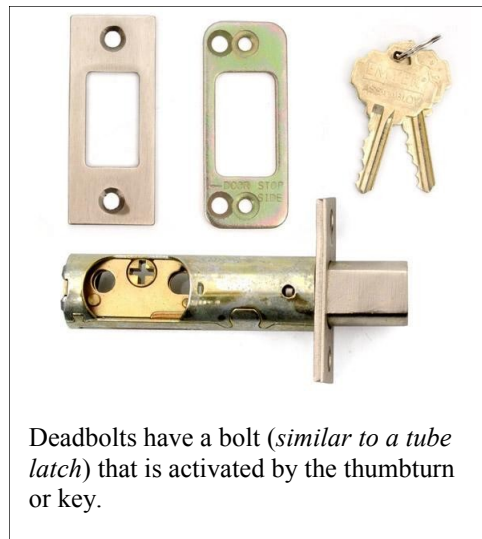 DOOR STOP
SIDE
Deadbolts have a bolt (similar to a tube
latch) that is activated by the thumbturn
or key.